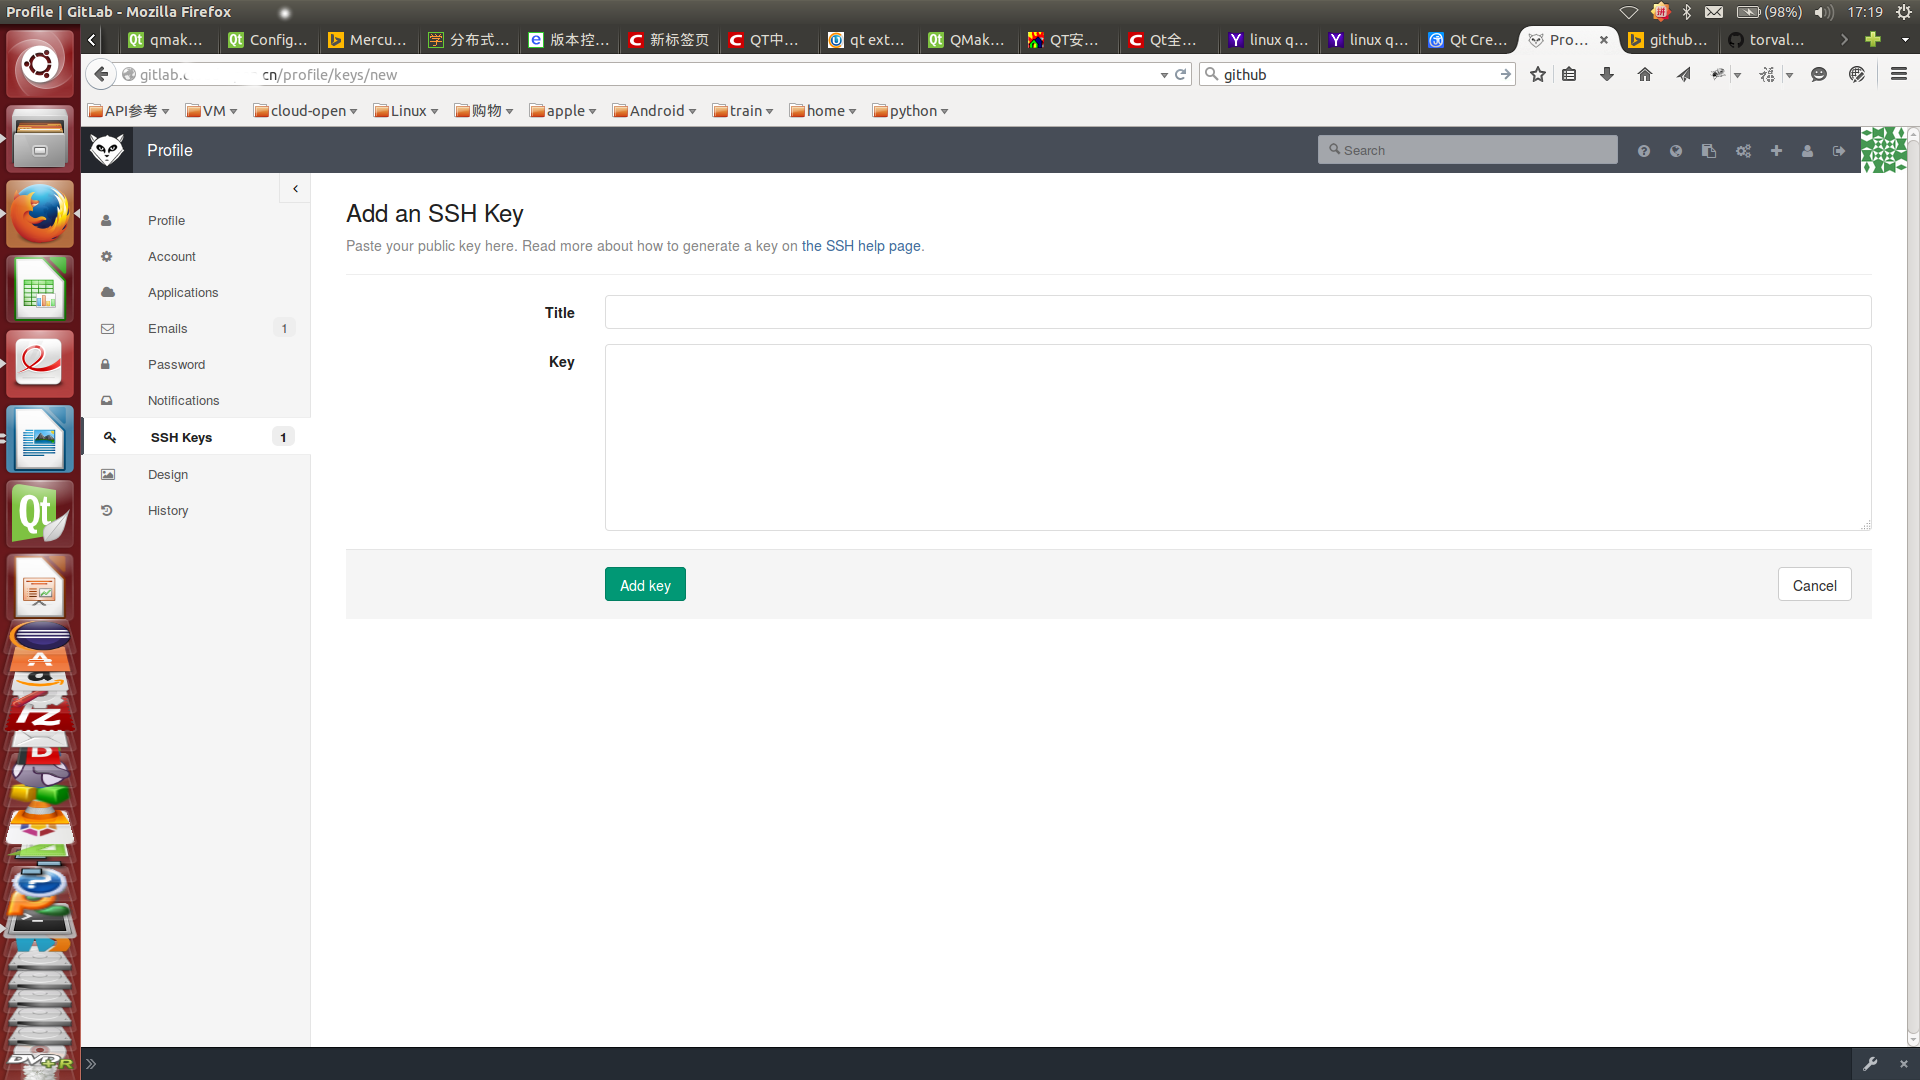 Profile | GitLab - Mozilla Firefox
(98%)
17:19
qmak...
Config...
Mercu...
分布式...
版本控...
新标签页
QT中...
qt ext...
QMak...
QT安...
Qt全...
linux q...
linux q...
Qt Cre...
Pro...
github...
torval...
cn/profile/keys/new
github
API参考
VM
cloud-open
Linux
购物
apple
Android
train
home
python
Profile
Search
Profile
Account
Applications
Emails 1
Password
Notifications
SSH Keys 1
Design
History
Add an SSH Key
Paste your public key here. Read more about how to generate a key on the SSH help page.
Title
Key
Add key
Cancel